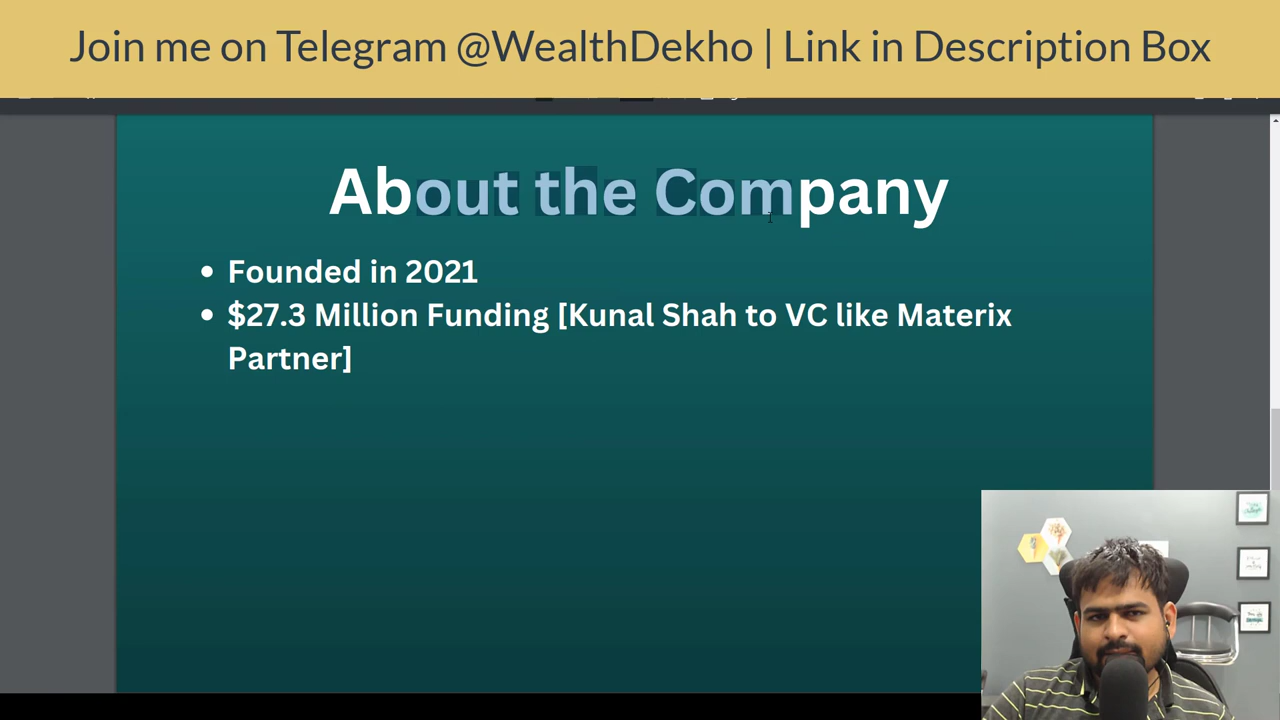 Join me on Telegram @WealthDekho | Link in Description Box
About the Company
• Founded in 2021
• $27.3 Million Funding [Kunal Shah to VC like Materix
Partner]